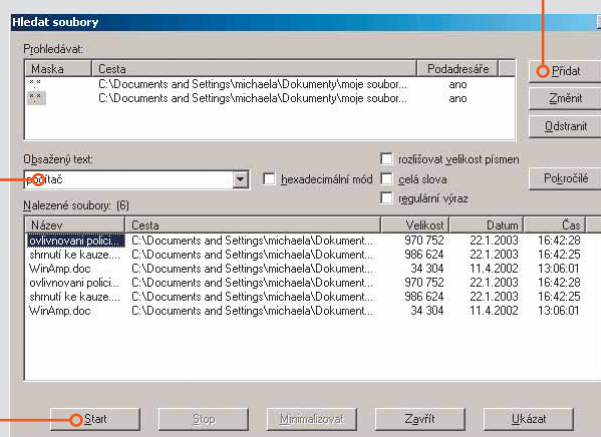 Hledat soubory
Prohledávat:
Maska Cesta Podadresáře
*.* C:\Documents and Settings\michaela\Dokumenty\moje soubor... ano
*.* C:\Documents and Settings\michaela\Dokumenty\moje soubor... ano
Přidat
Změnit
Odstranit
Obsažený text:
počítač
hexadecimální mód
rozlišovat velikost písmen
celá slova
regulární výraz
Pokročilé
Nalezené soubory: (6)
Název Cesta Velikost Datum Čas
ovlivnovani polici... C:\Documents and Settings\michaela\Dokument... 970 752 22.1.2003 16:42:28
shrnutí ke kauze.... C:\Documents and Settings\michaela\Dokument... 986 624 22.1.2003 16:42:25
WinAmp.doc C:\Documents and Settings\michaela\Dokument... 34 304 11.4.2002 13:06:01
ovlivnovani polici... C:\Documents and Settings\michaela\Dokument... 970 752 22.1.2003 16:42:28
shrnutí ke kauze.... C:\Documents and Settings\michaela\Dokument... 986 624 22.1.2003 16:42:25
WinAmp.doc C:\Documents and Settings\michaela\Dokument... 34 304 11.4.2002 13:06:01
Start Stop Minimalizovat Zavřít Ukázat